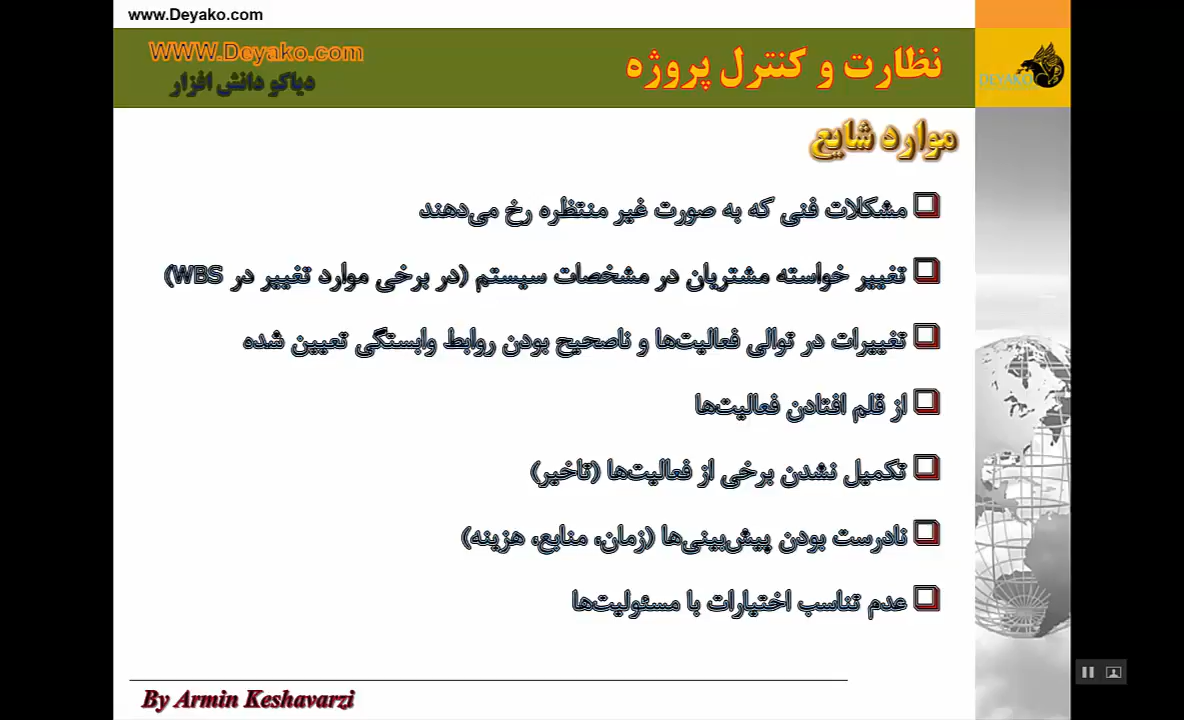 www.Deyako.com
WWW.Deyako.com
دیاکو دانش افزار
نظارت و کنترل پروژه
DEYAKO
موارد شایع
مشکلات فنی که به صورت غیر منتظره رخ می‌دهند
تغییر خواسته مشتریان در مشخصات سیستم (در برخی موارد تغییر در WBS)
تغییرات در توالی فعالیت‌ها و ناصحیح بودن روابط وابستگی تعیین شده
از قلم افتادن فعالیت‌ها
تکمیل نشدن برخی از فعالیت‌ها (تاخیر)
نادرست بودن پیش‌بینی‌ها (زمان، منابع، هزینه)
عدم تناسب اختیارات با مسئولیت‌ها
By Armin Keshavarzi